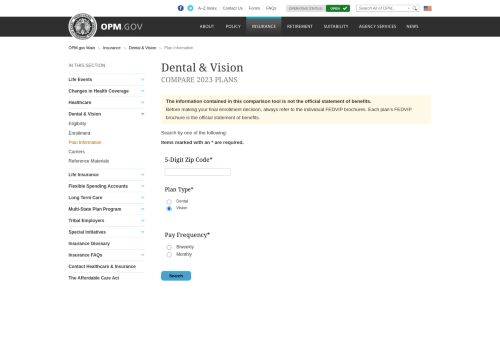 A–Z Index Contact Us Forms FAQs OPERATING STATUS OPEN Search All of OPM..
OPM.GOV
ABOUT POLICY INSURANCE RETIREMENT SUITABILITY AGENCY SERVICES NEWS
OPM.gov Main Insurance Dental & Vision Plan Information
IN THIS SECTION
Life Events
Changes in Health Coverage
Healthcare
Dental & Vision
Eligibility
Enrollment
Plan Information
Carriers
Reference Materials
Life Insurance
Flexible Spending Accounts
Long Term Care
Multi-State Plan Program
Tribal Employers
Special Initiatives
Insurance Glossary
Insurance FAQs
Contact Healthcare & Insurance
The Affordable Care Act
Dental & Vision
COMPARE 2023 PLANS
The information contained in this comparison tool is not the official statement of benefits.
Before making your final enrollment decision, always refer to the individual FEDVIP brochures. Each plan's FEDVIP
brochure is the official statement of benefits.
Search by one of the following:
Items marked with an * are required.
5-Digit Zip Code*
Plan Type*
Dental
Vision
Pay Frequency*
Biweekly
Monthly
Search